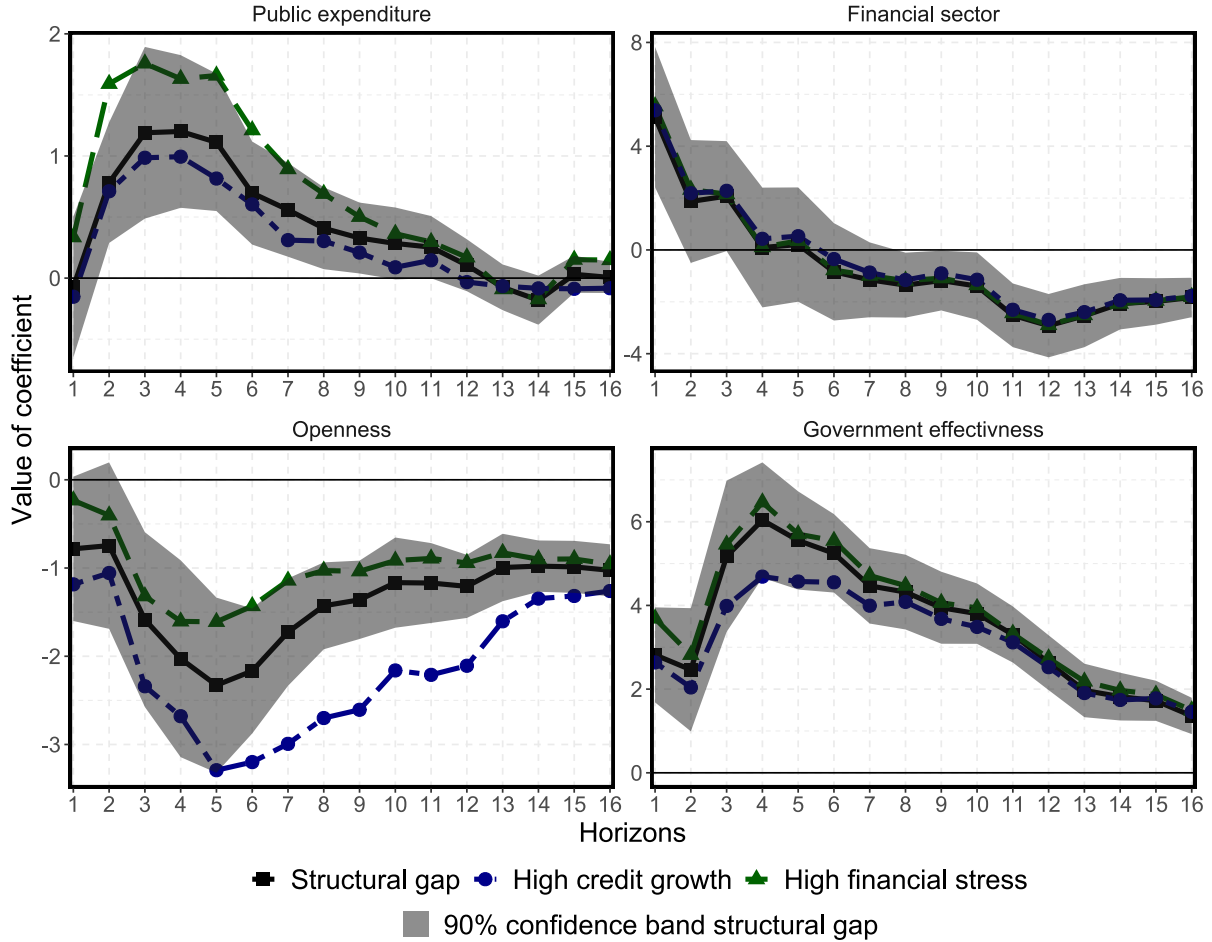 Public expenditure
Financial sector
2
1
0
1 2 3 4 5 6 7 8 9 10 11 12 13 14 15 16
8
4
0
-4
1 2 3 4 5 6 7 8 9 10 11 12 13 14 15 16
Value of coefficient
Openness
Government effectivness
0
-1
-2
-3
1 2 3 4 5 6 7 8 9 10 11 12 13 14 15 16
6
4
2
0
1 2 3 4 5 6 7 8 9 10 11 12 13 14 15 16
Horizons
Structural gap High credit growth High financial stress
90% confidence band structural gap